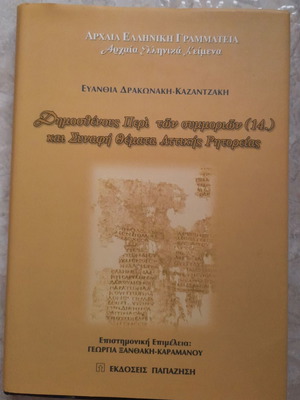 ΑΡΧΑΙΑ ΕΛΛΗΝΙΚΗ ΓΡΑΜΜΑΤΕΙΑ
Αρχαία Ελληνικά Κείμενα
ΕΥΑΝΘΙΑ ΔΡΑΚΩΝΑΚΗ-ΚΑΖΑΝΤΖΑΚΗ
Δημοσθένους Περὶ τῶν συμμοριῶν (14.)
και Συναφή Θέματα Αττικής Ρητορείας
Επιστημονική Επιμέλεια:
ΓΕΩΡΓΙΑ ΞΑΝΘΑΚΗ-ΚΑΡΑΜΑΝΟΥ
ΕΚΔΟΣΕΙΣ ΠΑΠΑΖΗΣΗ